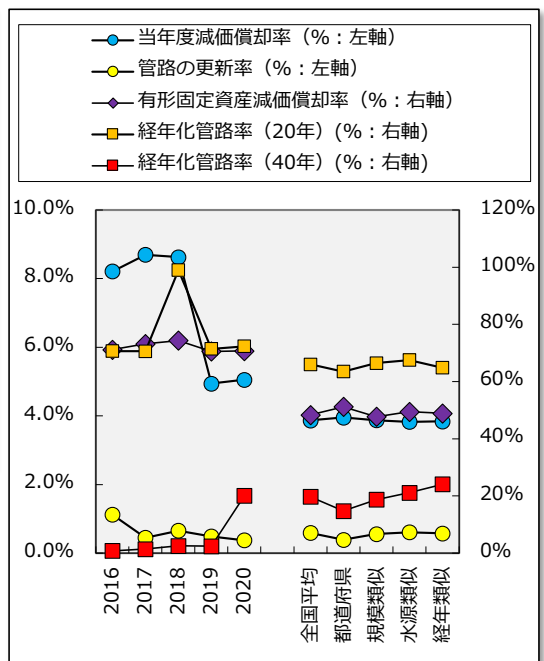 当年度減価償却率（%：左軸）
管路の更新率（%：左軸）
有形固定資産減価償却率（%：右軸）
経年化管路率（20年）(%：右軸)
経年化管路率（40年）(%：右軸)
10.0%
8.0%
6.0%
4.0%
2.0%
0.0%
120%
100%
80%
60%
40%
20%
0%
2016
2017
2018
2019
2020
全国平均
都道府県
規模類似
水源類似
経年類似